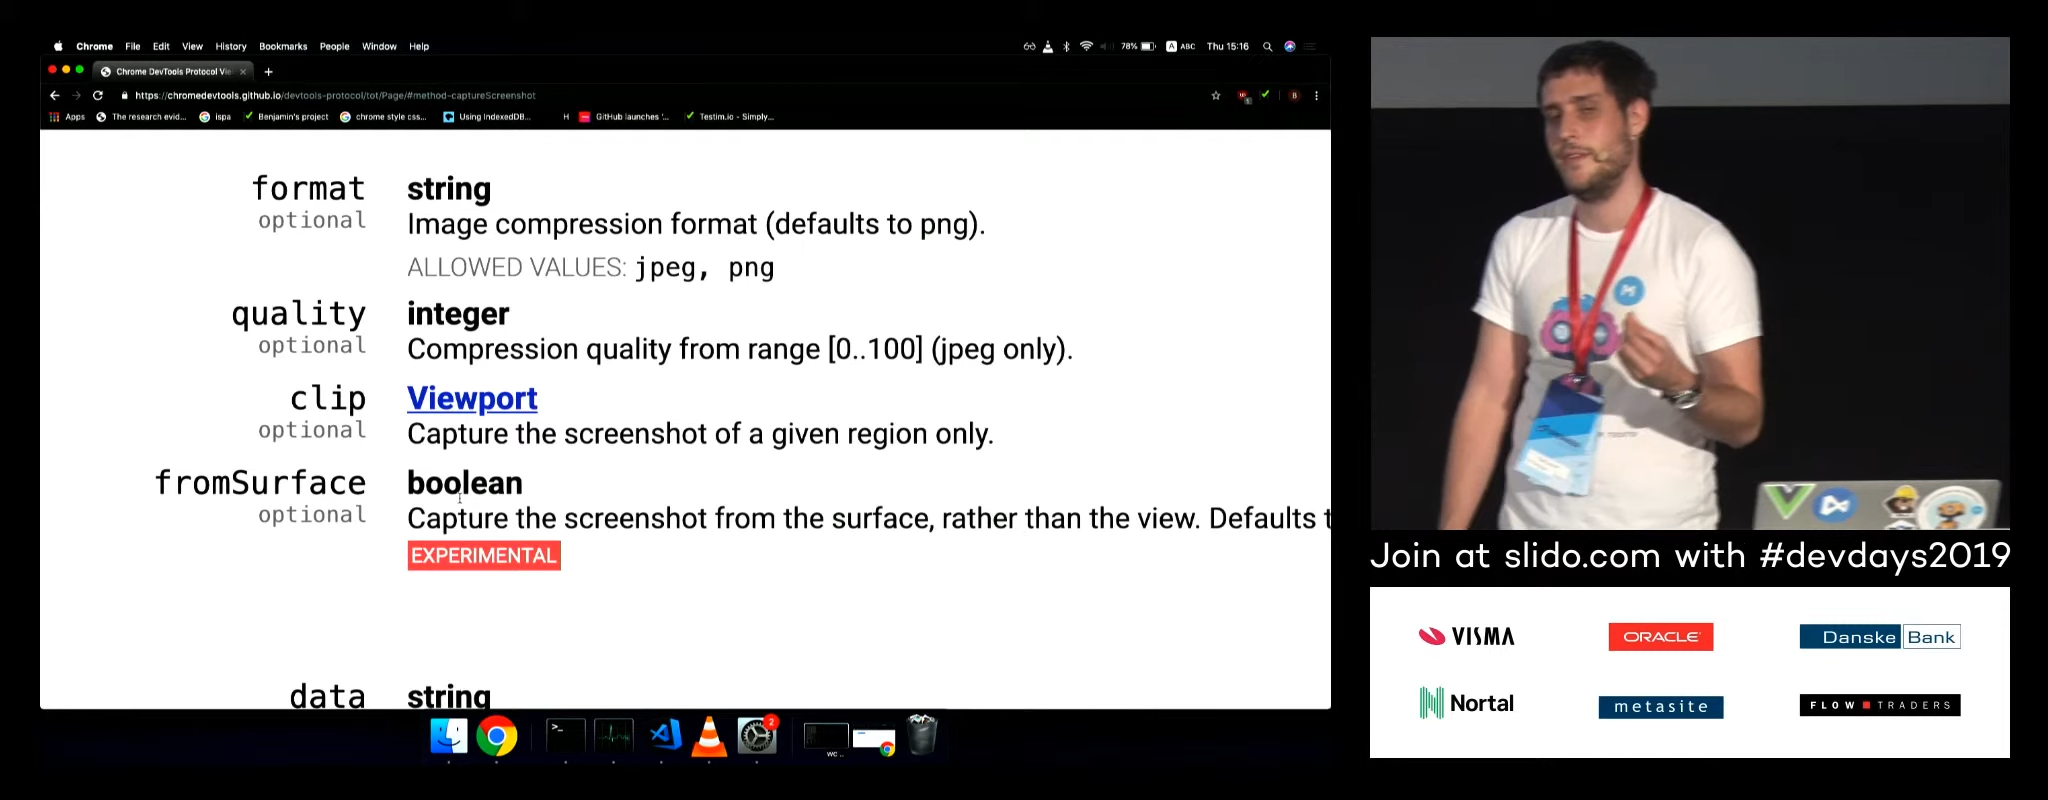 Chrome File Edit View History Bookmarks People Window Help
78% A ABC Thu 15:16
Chrome DevTools Protocol Vie
https://chromedevtools.github.io/devtools-protocol/tot/Page/#method-captureScreenshot
Apps The research evid... ispa Benjamin's project chrome style css... Using IndexedDB... H GitHub launches '... Testim.io - Simply...
format string
optional Image compression format (defaults to png).
ALLOWED VALUES: jpeg, png
quality integer
optional Compression quality from range [0..100] (jpeg only).
clip Viewport
optional Capture the screenshot of a given region only.
fromSurface boolean
optional Capture the screenshot from the surface, rather than the view. Defaults t
EXPERIMENTAL
data string
2
WC ...
Join at slido.com with #devdays2019
VISMA ORACLE Danske Bank
Nortal metasite FLOW TRADERS